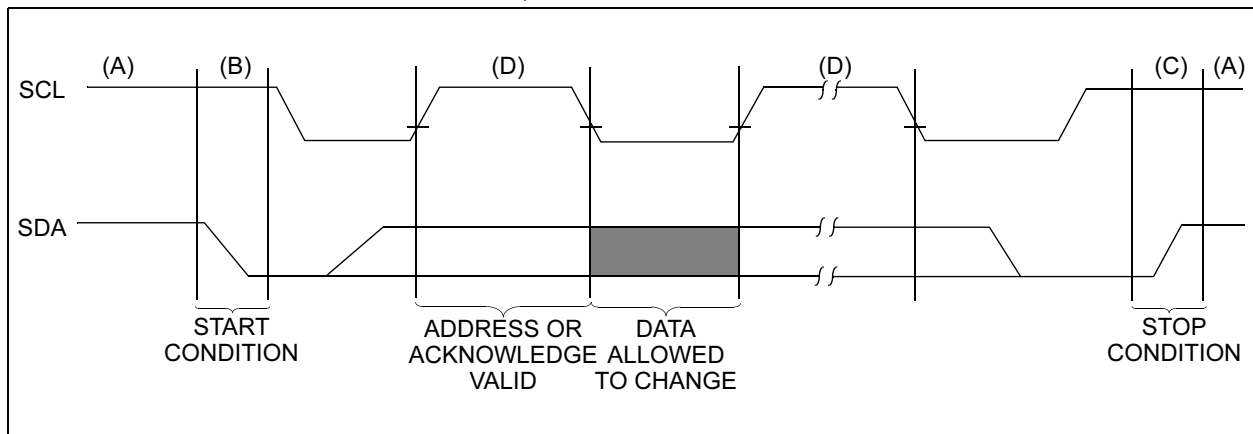 (A) (B) (D) (D) (C) (A)
SCL
SDA
START
CONDITION
ADDRESS OR
ACKNOWLEDGE
VALID
DATA
ALLOWED
TO CHANGE
STOP
CONDITION